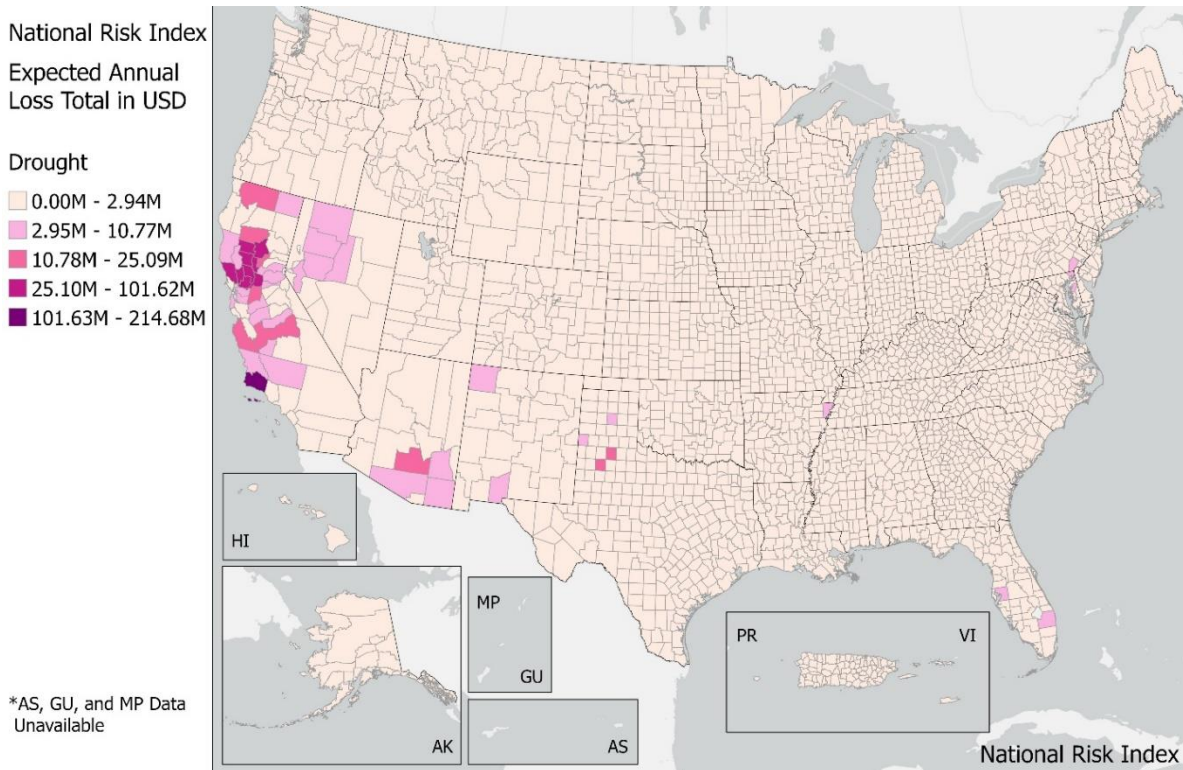 National Risk Index
Expected Annual
Loss Total in USD
Drought
0.00M - 2.94M
2.95M - 10.77M
10.78M - 25.09M
25.10M - 101.62M
101.63M - 214.68M
*AS, GU, and MP Data
Unavailable
HI
AK
MP
GU
AS
PR
VI
National Risk Index